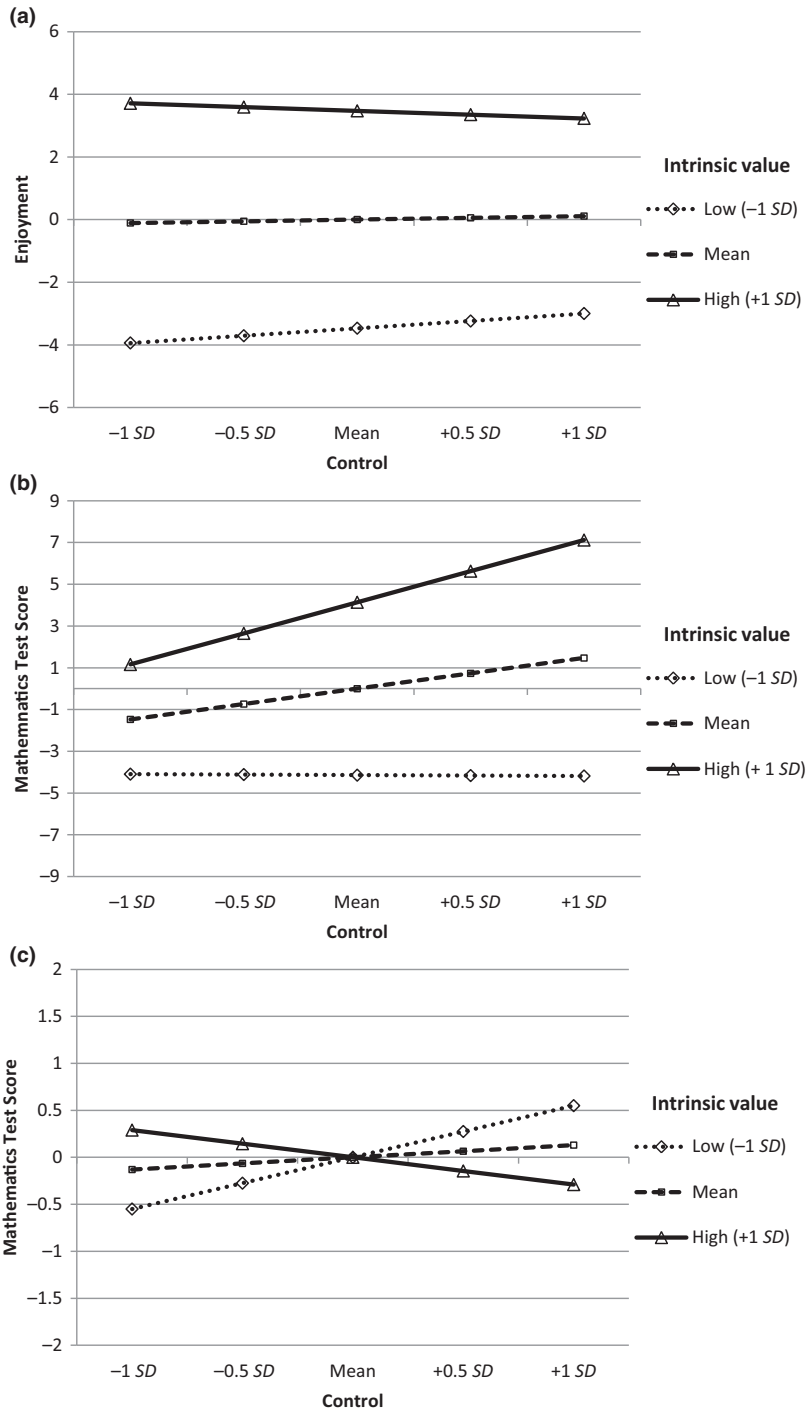 (a)
6
4
2
0
–2
–4
–6
Enjoyment
–1 SD –0.5 SD Mean +0.5 SD +1 SD
Control
Intrinsic value
Low (–1 SD)
Mean
High (+1 SD)
(b)
9
7
5
3
1
–1
–3
–5
–7
–9
Mathemnatics Test Score
–1 SD –0.5 SD Mean +0.5 SD +1 SD
Control
Intrinsic value
Low (–1 SD)
Mean
High (+ 1 SD)
(c)
2
1.5
1
0.5
0
–0.5
–1
–1.5
–2
Mathematics Test Score
–1 SD –0.5 SD Mean +0.5 SD +1 SD
Control
Intrinsic value
Low (–1 SD)
Mean
High (+1 SD)